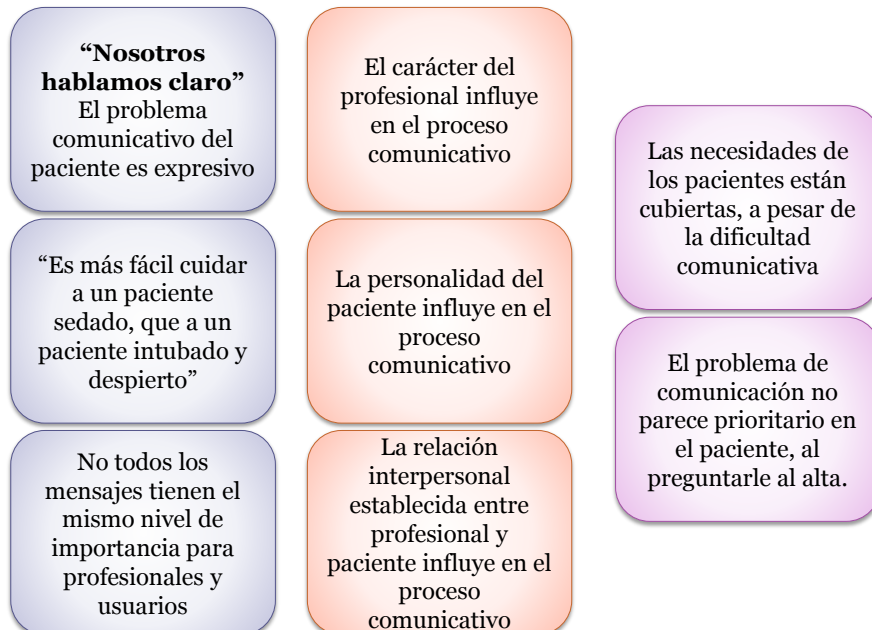 “Nosotros
hablamos claro”
El problema
comunicativo del
paciente es expresivo
“Es más fácil cuidar
a un paciente
sedado, que a un
paciente intubado y
despierto”
No todos los
mensajes tienen el
mismo nivel de
importancia para
profesionales y
usuarios
El carácter del
profesional influye
en el proceso
comunicativo
La personalidad del
paciente influye en el
proceso
comunicativo
La relación
interpersonal
establecida entre
profesional y
paciente influye en el
proceso
comunicativo
Las necesidades de
los pacientes están
cubiertas, a pesar de
la dificultad
comunicativa
El problema de
comunicación no
parece prioritario en
el paciente, al
preguntarle al alta.